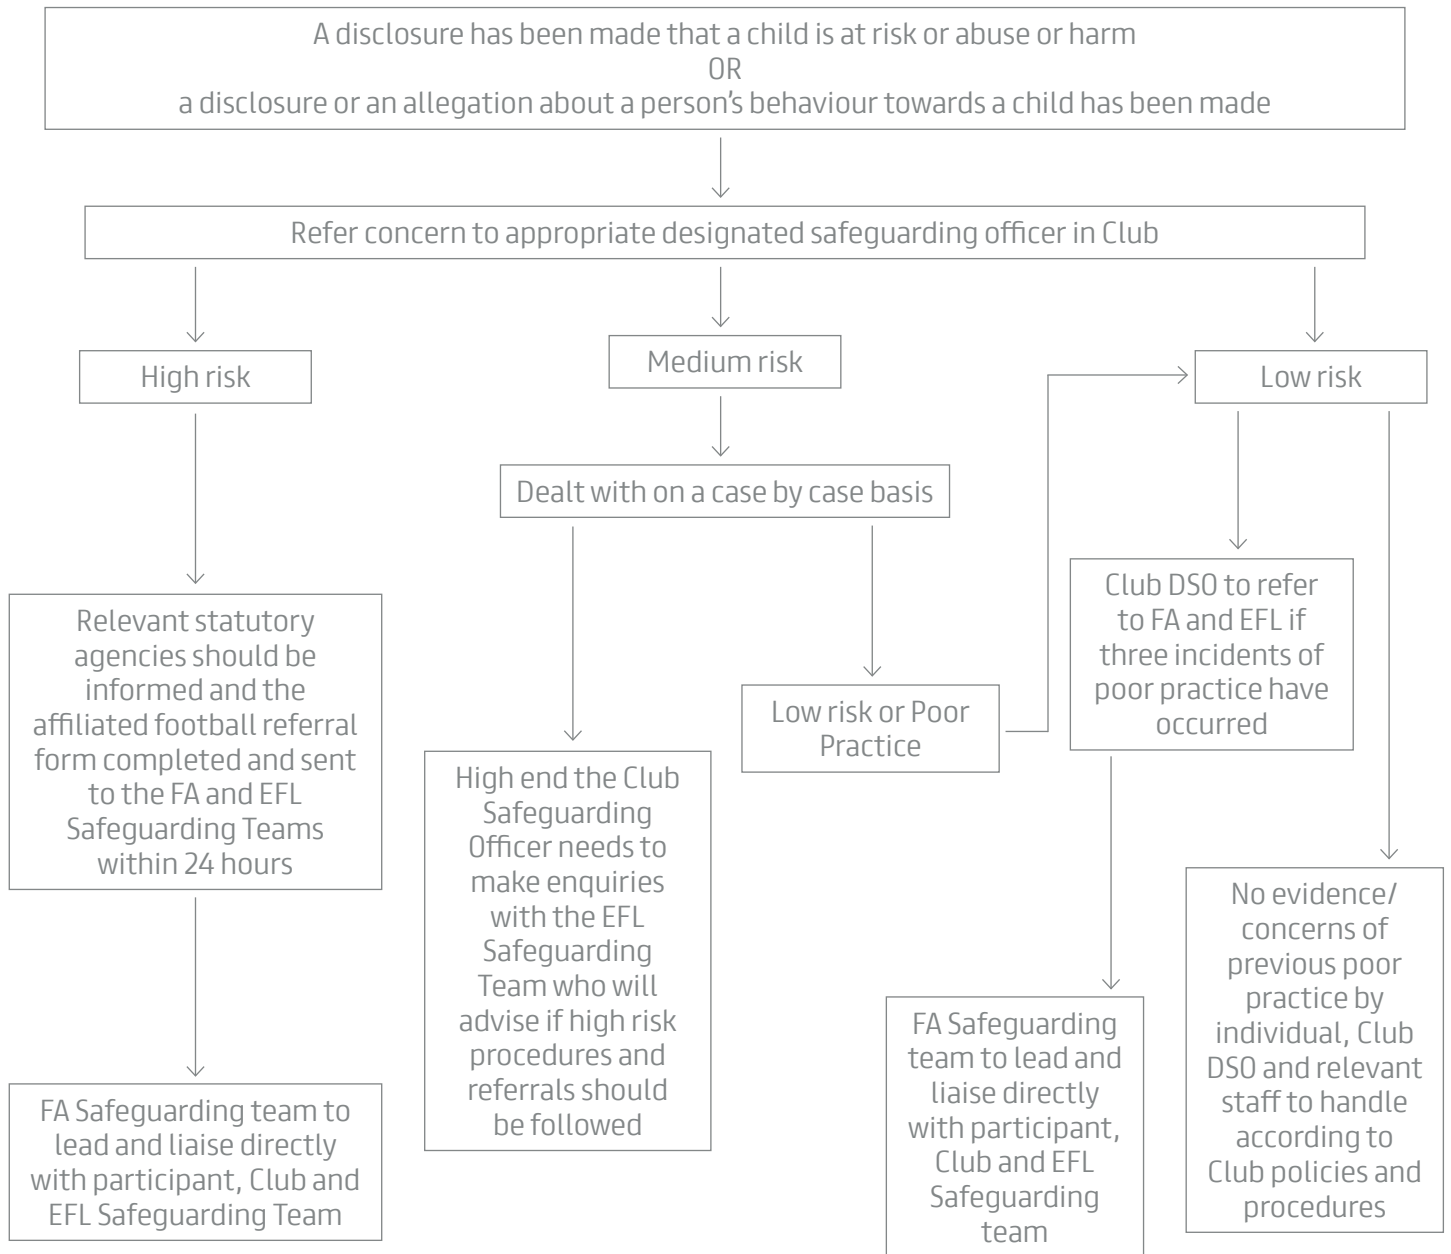 A disclosure has been made that a child is at risk or abuse or harm
OR
a disclosure or an allegation about a person's behaviour towards a child has been made
Refer concern to appropriate designated safeguarding officer in Club
High risk
Medium risk
Low risk
Dealt with on a case by case basis
Relevant statutory
agencies should be
informed and the
affiliated football referral
form completed and sent
to the FA and EFL
Safeguarding Teams
within 24 hours
FA Safeguarding team to
lead and liaise directly
with participant, Club and
EFL Safeguarding Team
High end the Club
Safeguarding
Officer needs to
make enquiries
with the EFL
Safeguarding
Team who will
advise if high risk
procedures and
referrals should
be followed
Low risk or Poor
Practice
Club DSO to refer
to FA and EFL if
three incidents of
poor practice have
occurred
FA Safeguarding
team to lead and
liaise directly
with participant,
Club and EFL
Safeguarding
team
No evidence/
concerns of
previous poor
practice by
individual, Club
DSO and relevant
staff to handle
according to
Club policies and
procedures